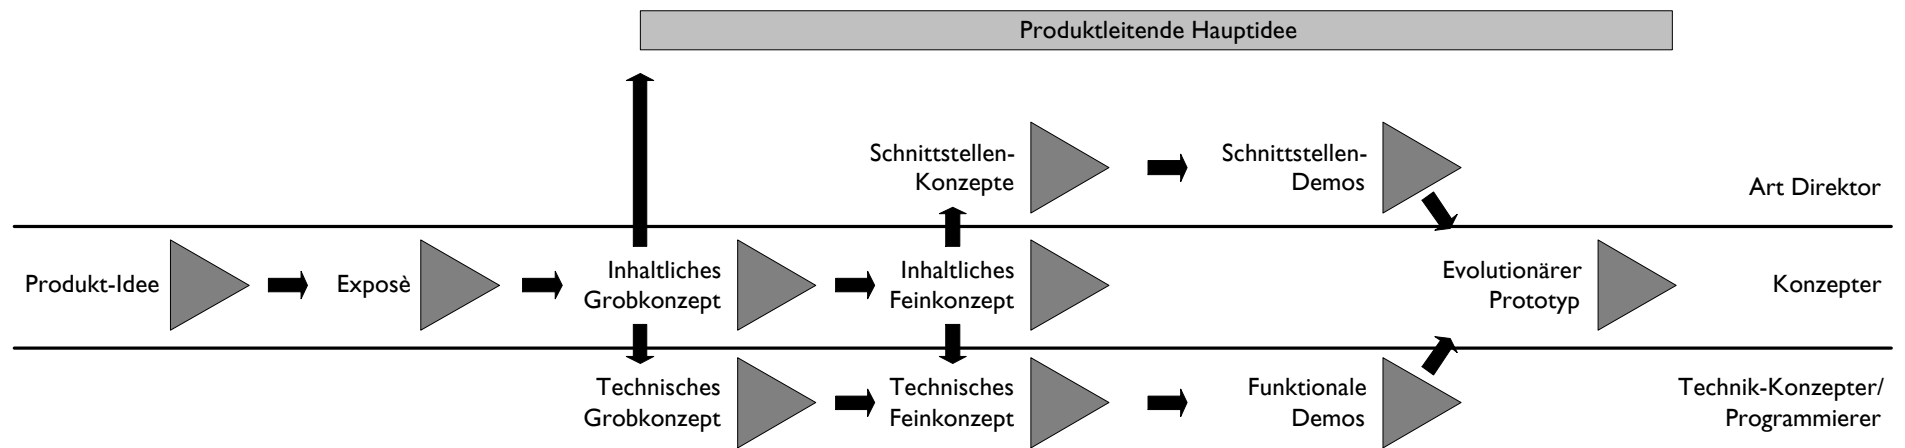 Produktleitende Hauptidee
Schnittstellen-
Konzepte
Schnittstellen-
Demos
Art Direktor
Produkt-Idee
Exposè
Inhaltliches
Grobkonzept
Inhaltliches
Feinkonzept
Evolutionärer
Prototyp
Konzepter
Technisches
Grobkonzept
Technisches
Feinkonzept
Funktionale
Demos
Technik-Konzepter/
Programmierer